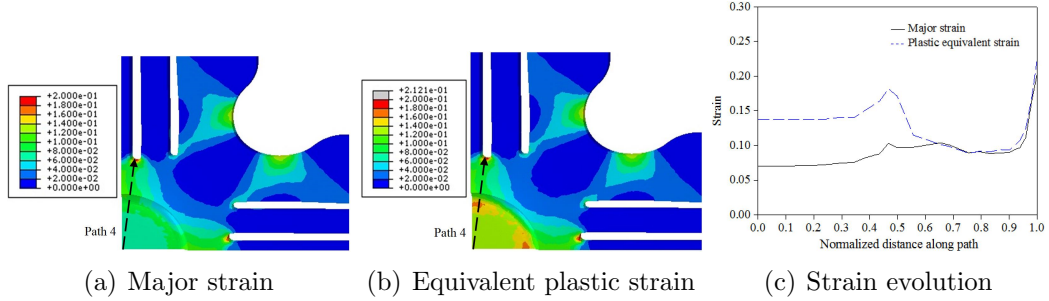 +2.000e-01
+1.800e-01
+1.600e-01
+1.400e-01
+1.200e-01
+1.000e-01
+8.000e-02
+6.000e-02
+4.000e-02
+2.000e-02
+0.000e+00
Path 4
(a) Major strain
+2.121e-01
+2.000e-01
+1.800e-01
+1.600e-01
+1.400e-01
+1.200e-01
+1.000e-01
+8.000e-02
+6.000e-02
+4.000e-02
+2.000e-02
+0.000e+00
Path 4
(b) Equivalent plastic strain
Major strain
Plastic equivalent strain
Strain
0.30
0.25
0.20
0.15
0.10
0.05
0.00
0.0 0.1 0.2 0.3 0.4 0.5 0.6 0.7 0.8 0.9 1.0
Normalized distance along path
(c) Strain evolution